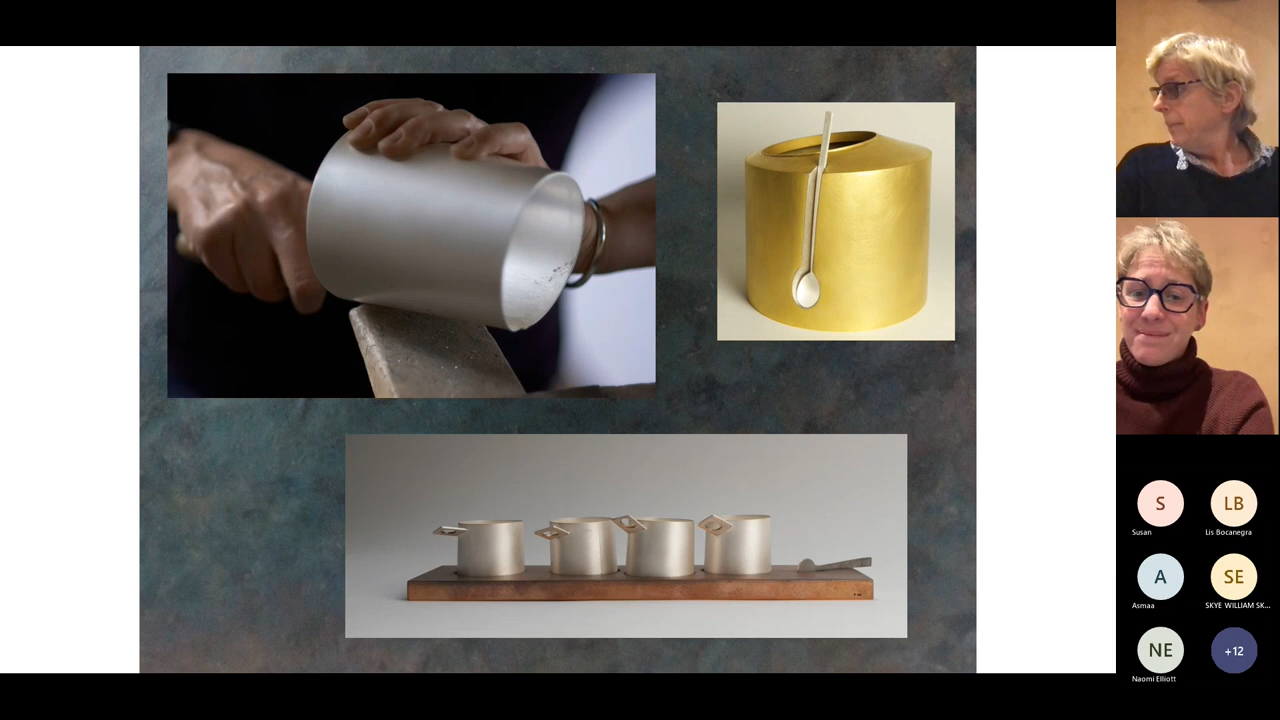 S
LB
Susan
Lis Bocanegra
A
SE
Asmaa
SKYE WILLIAM SK...
NE
+12
Naomi Elliott